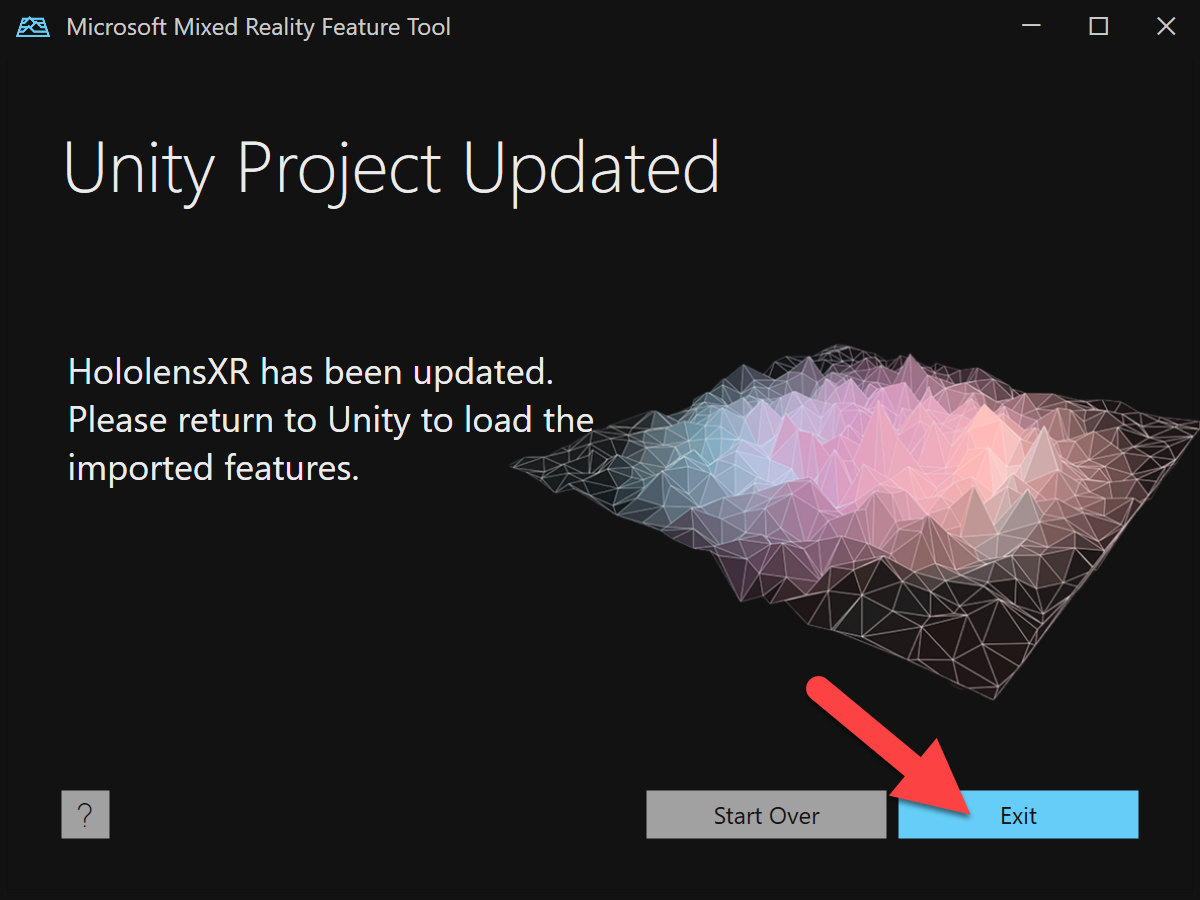 Microsoft Mixed Reality Feature Tool
Unity Project Updated
HololensXR has been updated.
Please return to Unity to load the
imported features.
?
Start Over
Exit